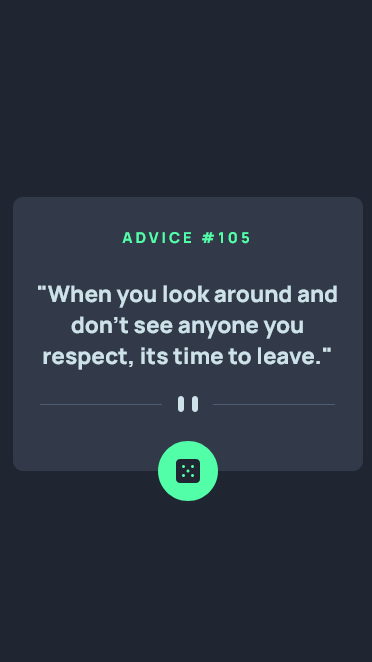 ADVICE #105
"When you look around and
don't see anyone you
respect, its time to leave."